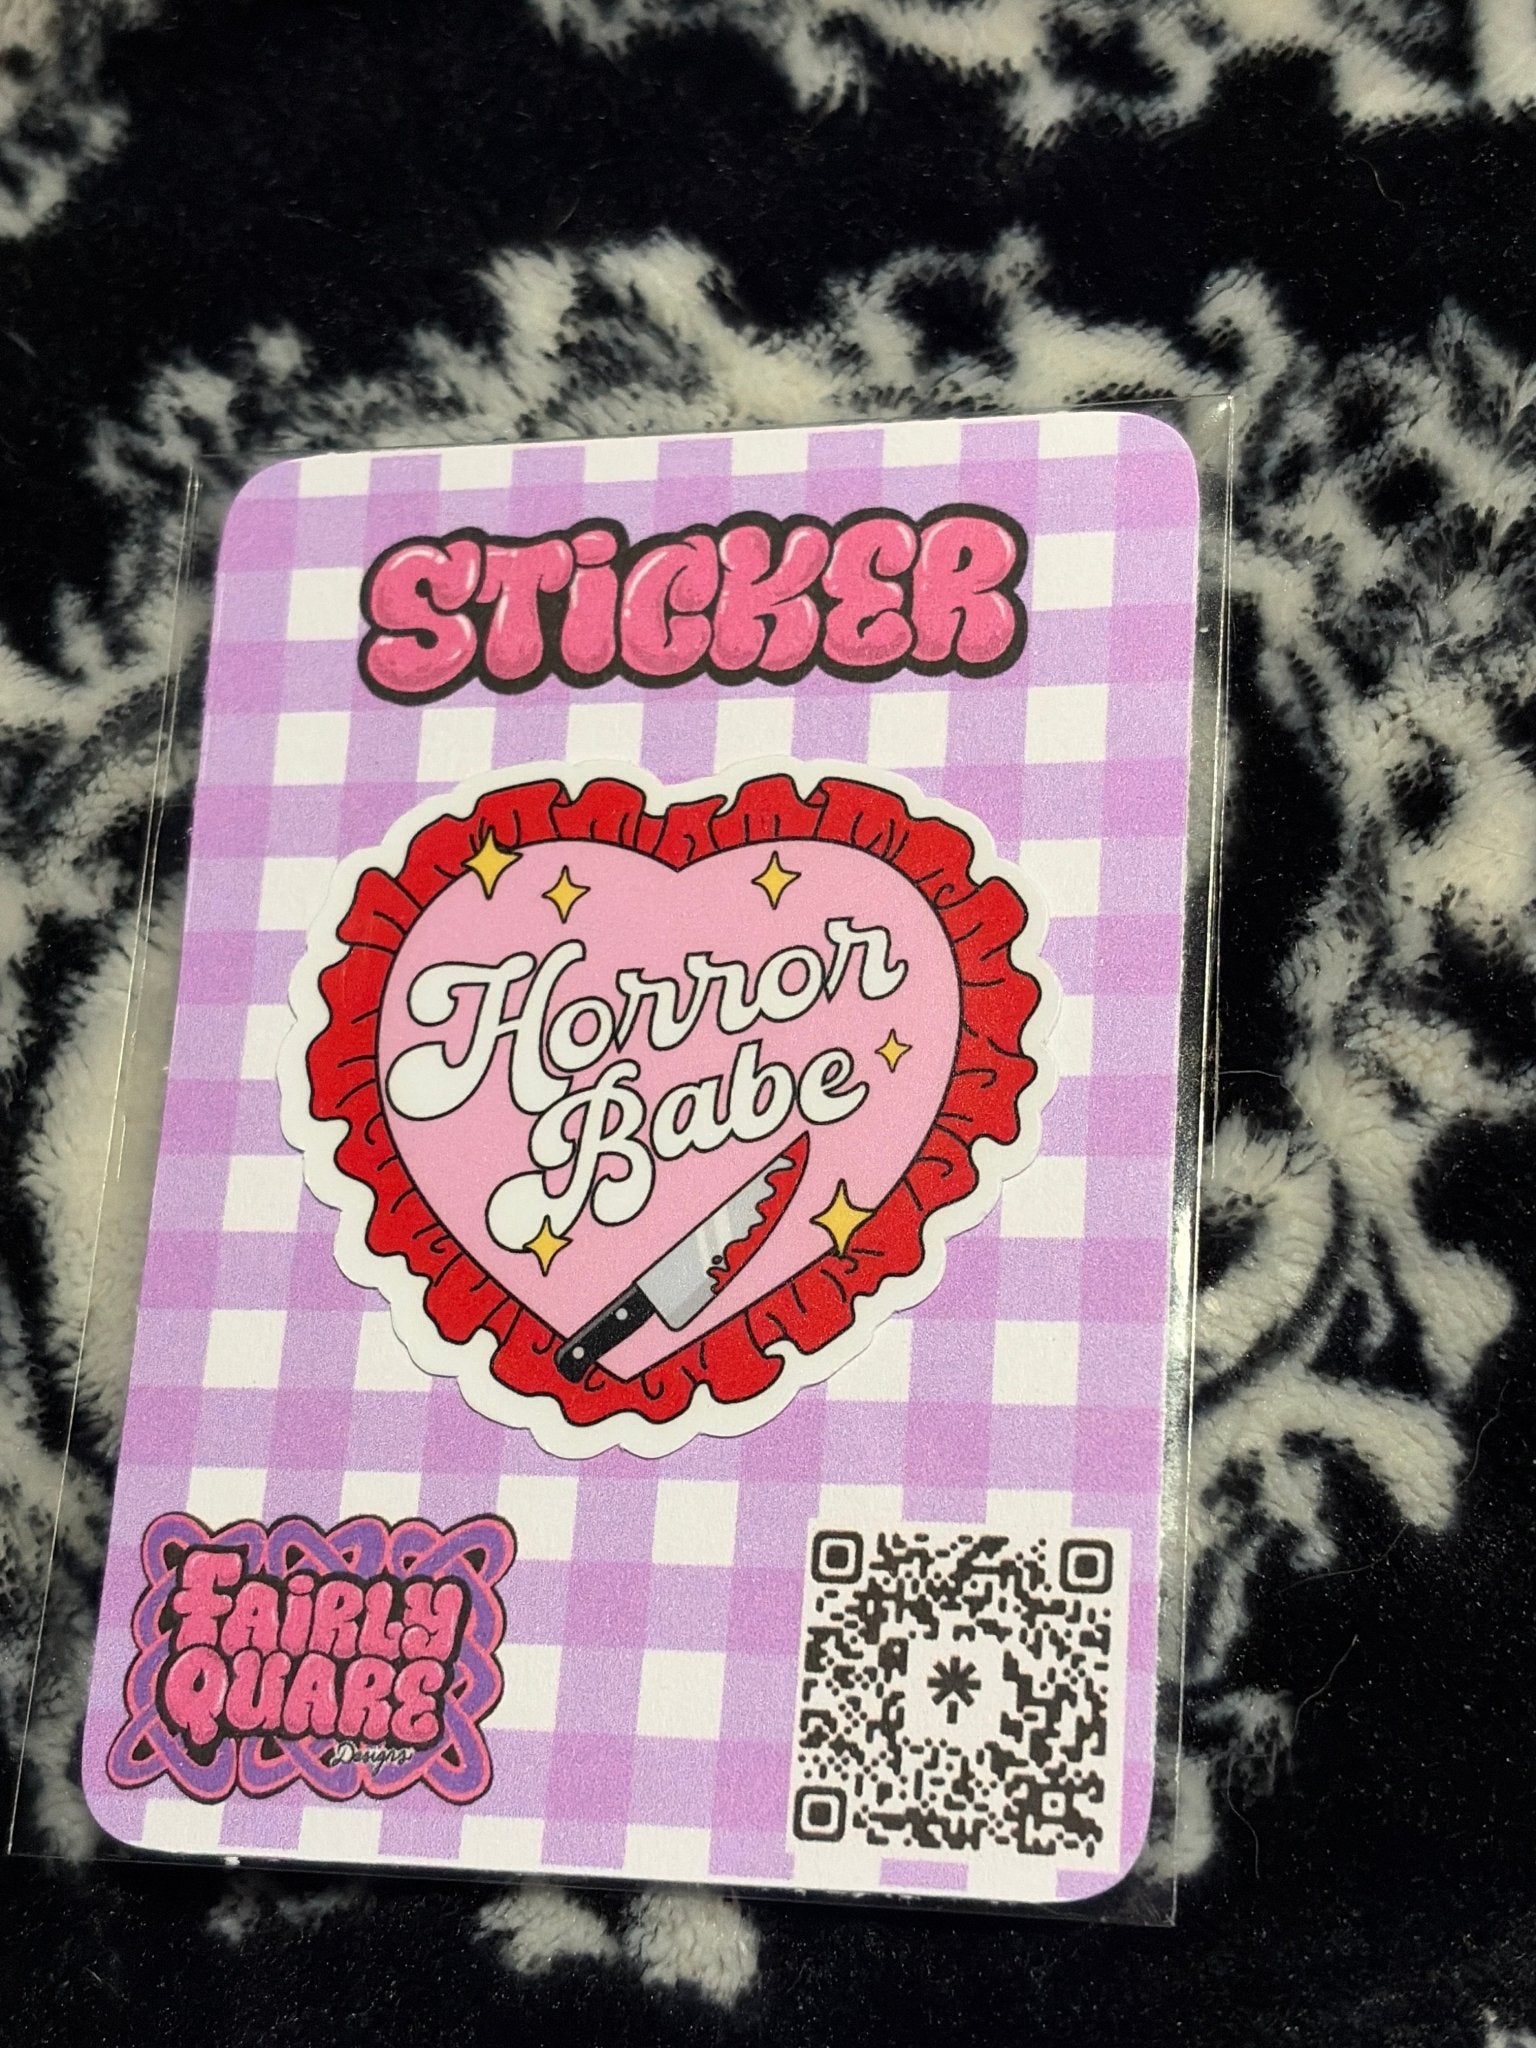 STiCKER
Horror
Babe
FAiRLY
QUARE
Designs